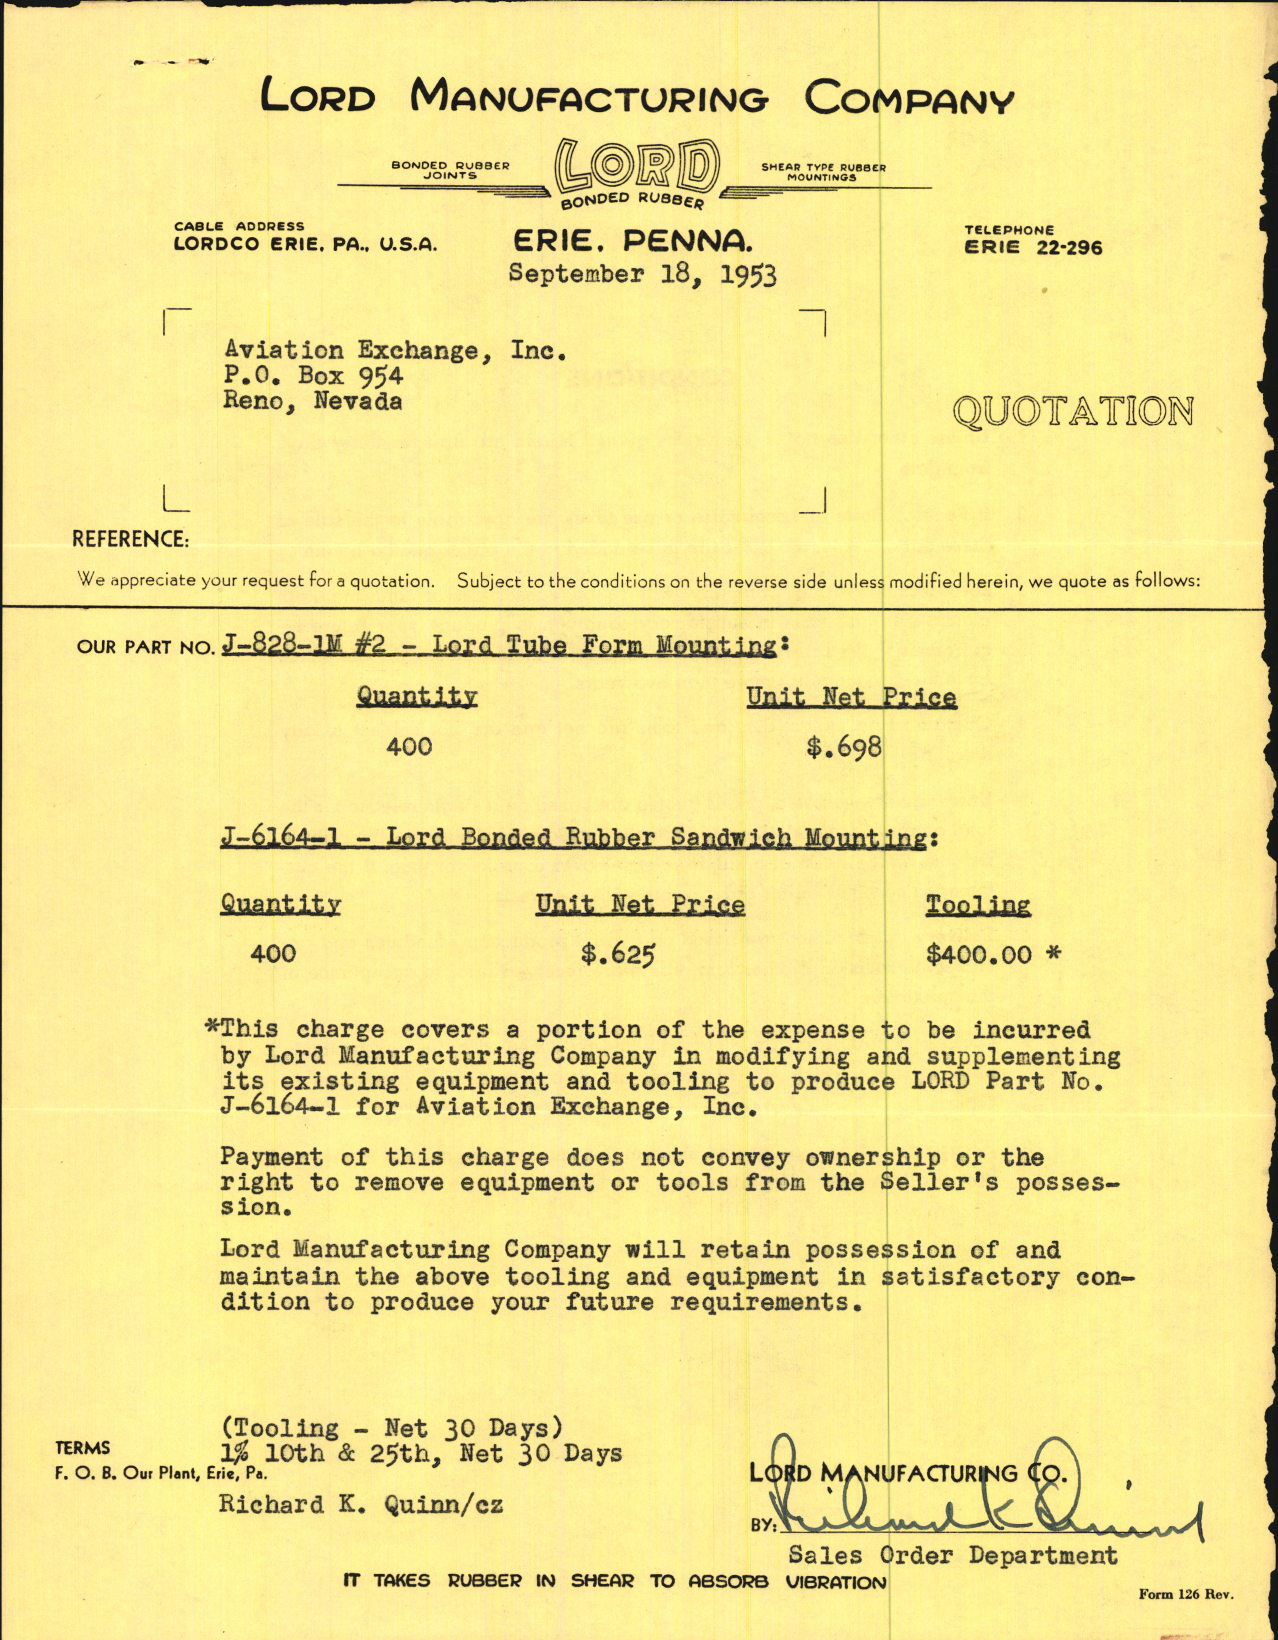 LORD MANUFACTURING COMPANY
BONDED RUBBER
JOINTS
LORD
BONDED RUBBER
SHEAR TYPE RUBBER
MOUNTINGS
CABLE ADDRESS
LORDCO ERIE, PA., U.S.A.
ERIE, PENNA.
TELEPHONE
ERIE 22-296
September 18, 1953
Aviation Exchange, Inc.
P.O. Box 954
Reno, Nevada
QUOTATION
REFERENCE:
We appreciate your request for a quotation. Subject to the conditions on the reverse side unless modified herein, we quote as follows:
OUR PART NO. J-828-1M #2 - Lord Tube Form Mounting:
Quantity Unit Net Price
400 $.698
J-6164-1 - Lord Bonded Rubber Sandwich Mounting:
Quantity Unit Net Price Tooling
400 $.625 $400.00 *
*This charge covers a portion of the expense to be incurred
by Lord Manufacturing Company in modifying and supplementing
its existing equipment and tooling to produce LORD Part No.
J-6164-1 for Aviation Exchange, Inc.
Payment of this charge does not convey ownership or the
right to remove equipment or tools from the Seller's posses-
sion.
Lord Manufacturing Company will retain possession of and
maintain the above tooling and equipment in satisfactory con-
dition to produce your future requirements.
(Tooling - Net 30 Days)
TERMS 1% 10th & 25th, Net 30 Days
F. O. B. Our Plant, Erie, Pa.
Richard K. Quinn/cz
LORD MANUFACTURING CO.
BY: Richard K Quinn
Sales Order Department
IT TAKES RUBBER IN SHEAR TO ABSORB VIBRATION
Form 126 Rev.